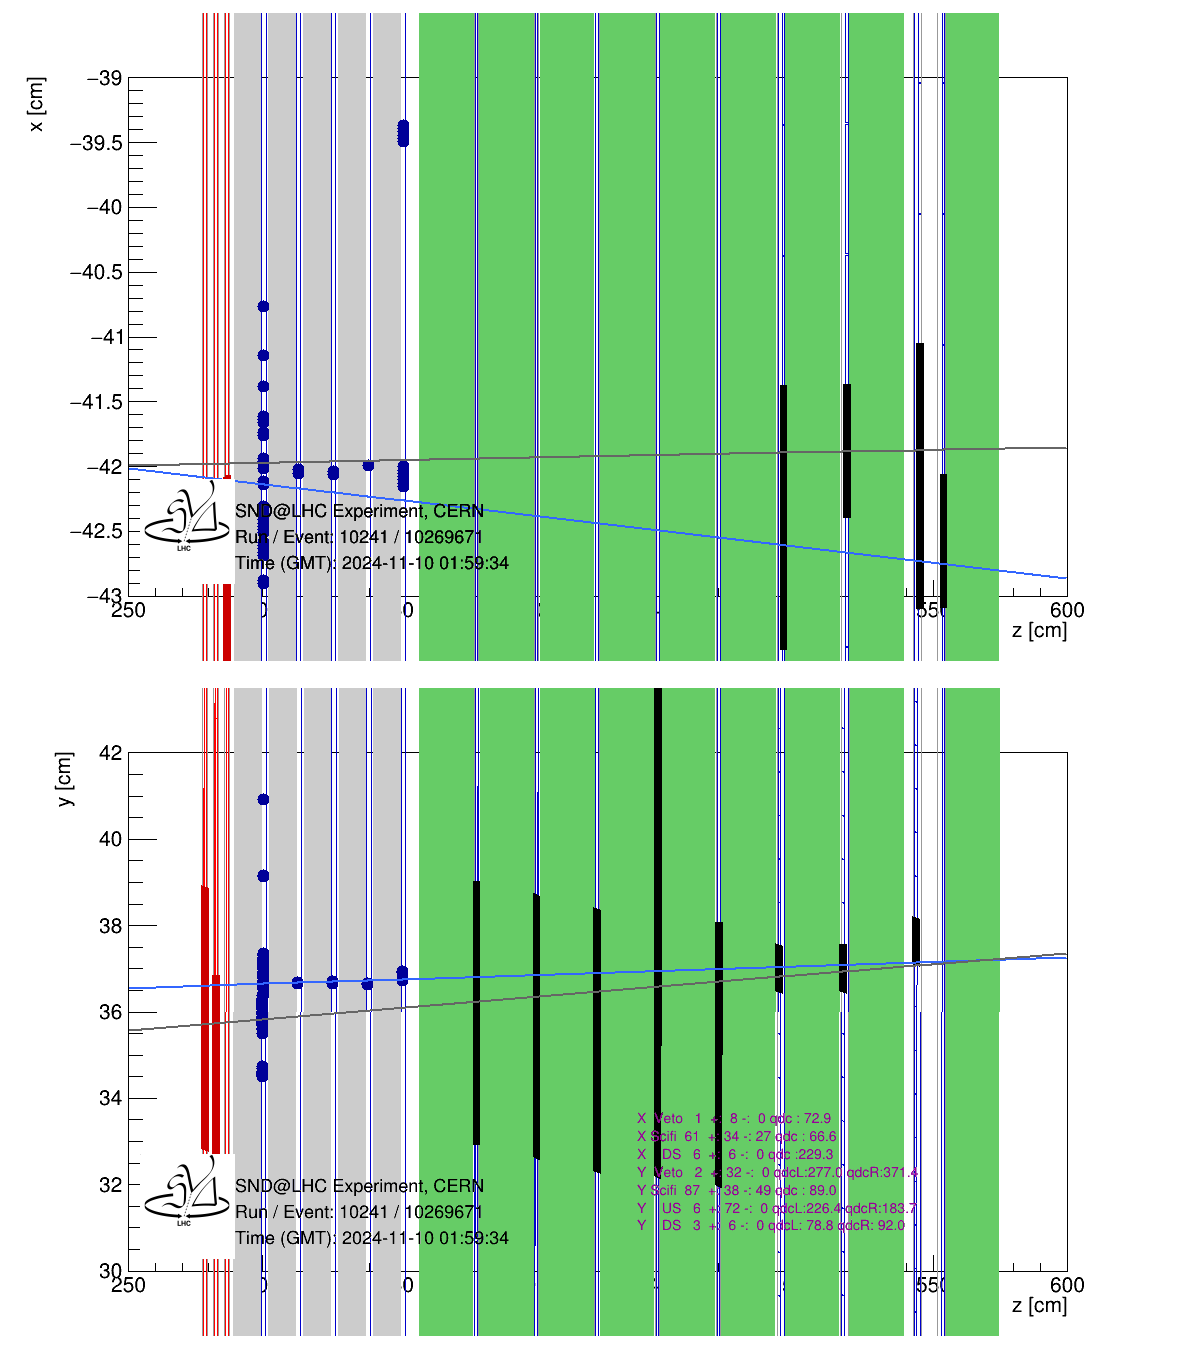 x [cm]
−39
−39.5
−40
−40.5
−41
−41.5
−42
−42.5
−43
SND@LHC Experiment, CERN
Run / Event: 10241 / 10269671
Time (GMT): 2024-11-10 01:59:34
LHC
250
600
z [cm]
y [cm]
42
40
38
36
34
32
30
X Veto 1 +: 8 -: 0 qdc : 72.9
X Scifi 61 +: 34 -: 27 qdc : 66.6
X DS 6 +: 6 -: 0 qdc :229.3
Y Veto 2 +: 32 -: 0 qdcL:277.0 qdcR:371.4
Y Scifi 87 +: 38 -: 49 qdc : 89.0
Y US 6 +: 72 -: 0 qdcL:226.4 qdcR:183.7
Y DS 3 +: 6 -: 0 qdcL: 78.8 qdcR: 92.0
SND@LHC Experiment, CERN
Run / Event: 10241 / 10269671
Time (GMT): 2024-11-10 01:59:34
LHC
250
600
z [cm]